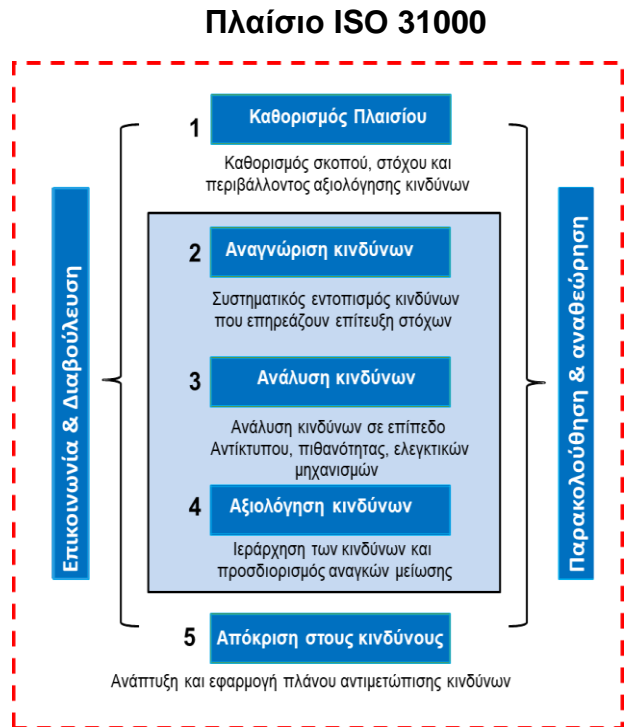 Πλαίσιο ISO 31000
1 Καθορισμός Πλαισίου
Καθορισμός σκοπού, στόχου και
περιβάλλοντος αξιολόγησης κινδύνων
2 Αναγνώριση κινδύνων
Συστηματικός εντοπισμός κινδύνων
που επηρεάζουν επίτευξη στόχων
3 Ανάλυση κινδύνων
Ανάλυση κινδύνων σε επίπεδο
Αντίκτυπου, πιθανότητας, ελεγκτικών
μηχανισμών
4 Αξιολόγηση κινδύνων
Ιεράρχηση των κινδύνων και
προσδιορισμός αναγκών μείωσης
5 Απόκριση στους κινδύνους
Ανάπτυξη και εφαρμογή πλάνου αντιμετώπισης κινδύνων
Επικοινωνία & Διαβούλευση
Παρακολούθηση & αναθεώρηση